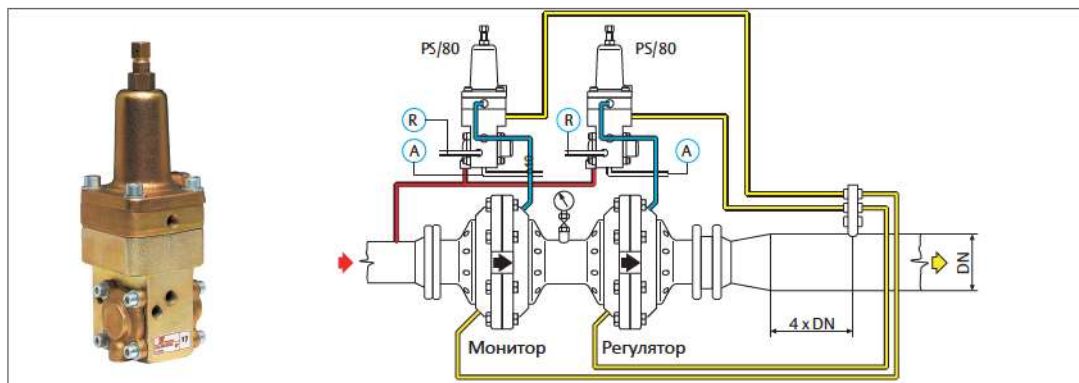 PS/80
PS/80
R
A
R
A
DN
4 x DN
Монитор
Регулятор